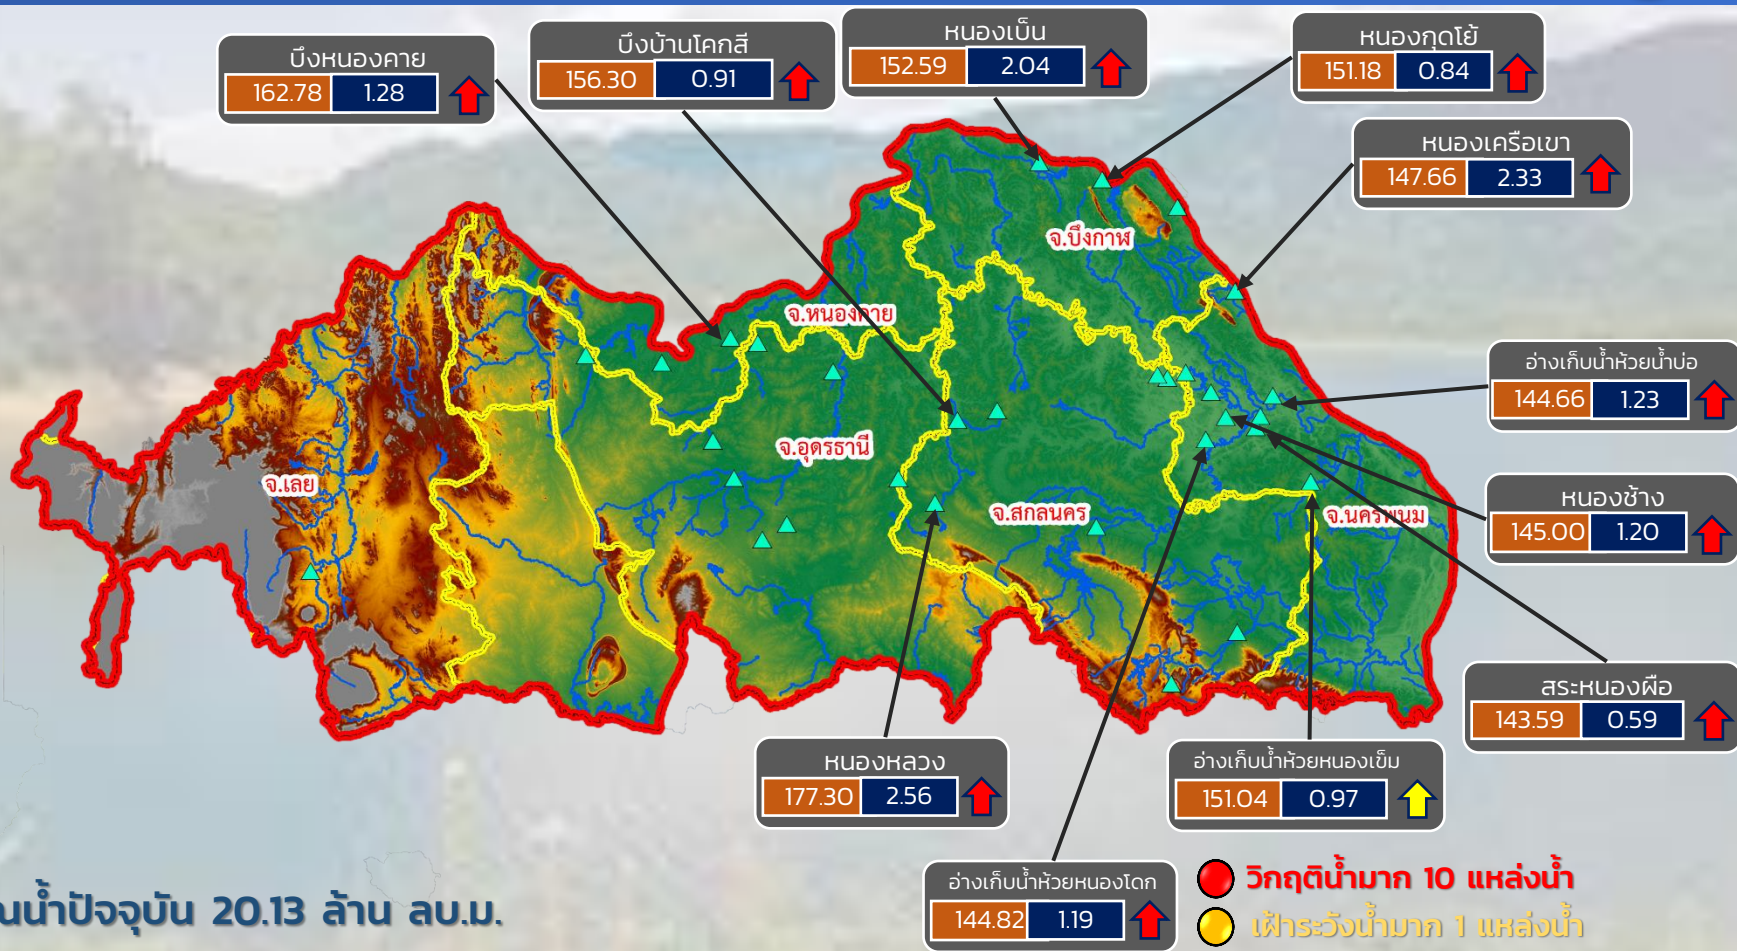 บึงหนองคาย
162.78 1.28
บึงบ้านโคกสี
156.30 0.91
หนองเบ็น
152.59 2.04
หนองกุดโย้
151.18 0.84
หนองเครือเขา
147.66 2.33
จ.บึงกาฬ
จ.หนองคาย
อ่างเก็บน้ำห้วยน้ำบ่อ
144.66 1.23
จ.อุดรธานี
จ.เลย
จ.สกลนคร
จ.นครพนม
หนองช้าง
145.00 1.20
สระหนองผือ
143.59 0.59
หนองหลวง
177.30 2.56
อ่างเก็บน้ำห้วยหนองเข็ม
151.04 0.97
อ่างเก็บน้ำห้วยหนองโดก
144.82 1.19
วิกฤติน้ำมาก 10 แหล่งน้ำ
เฝ้าระวังน้ำมาก 1 แหล่งน้ำ
ณน้ำปัจจุบัน 20.13 ล้าน ลบ.ม.